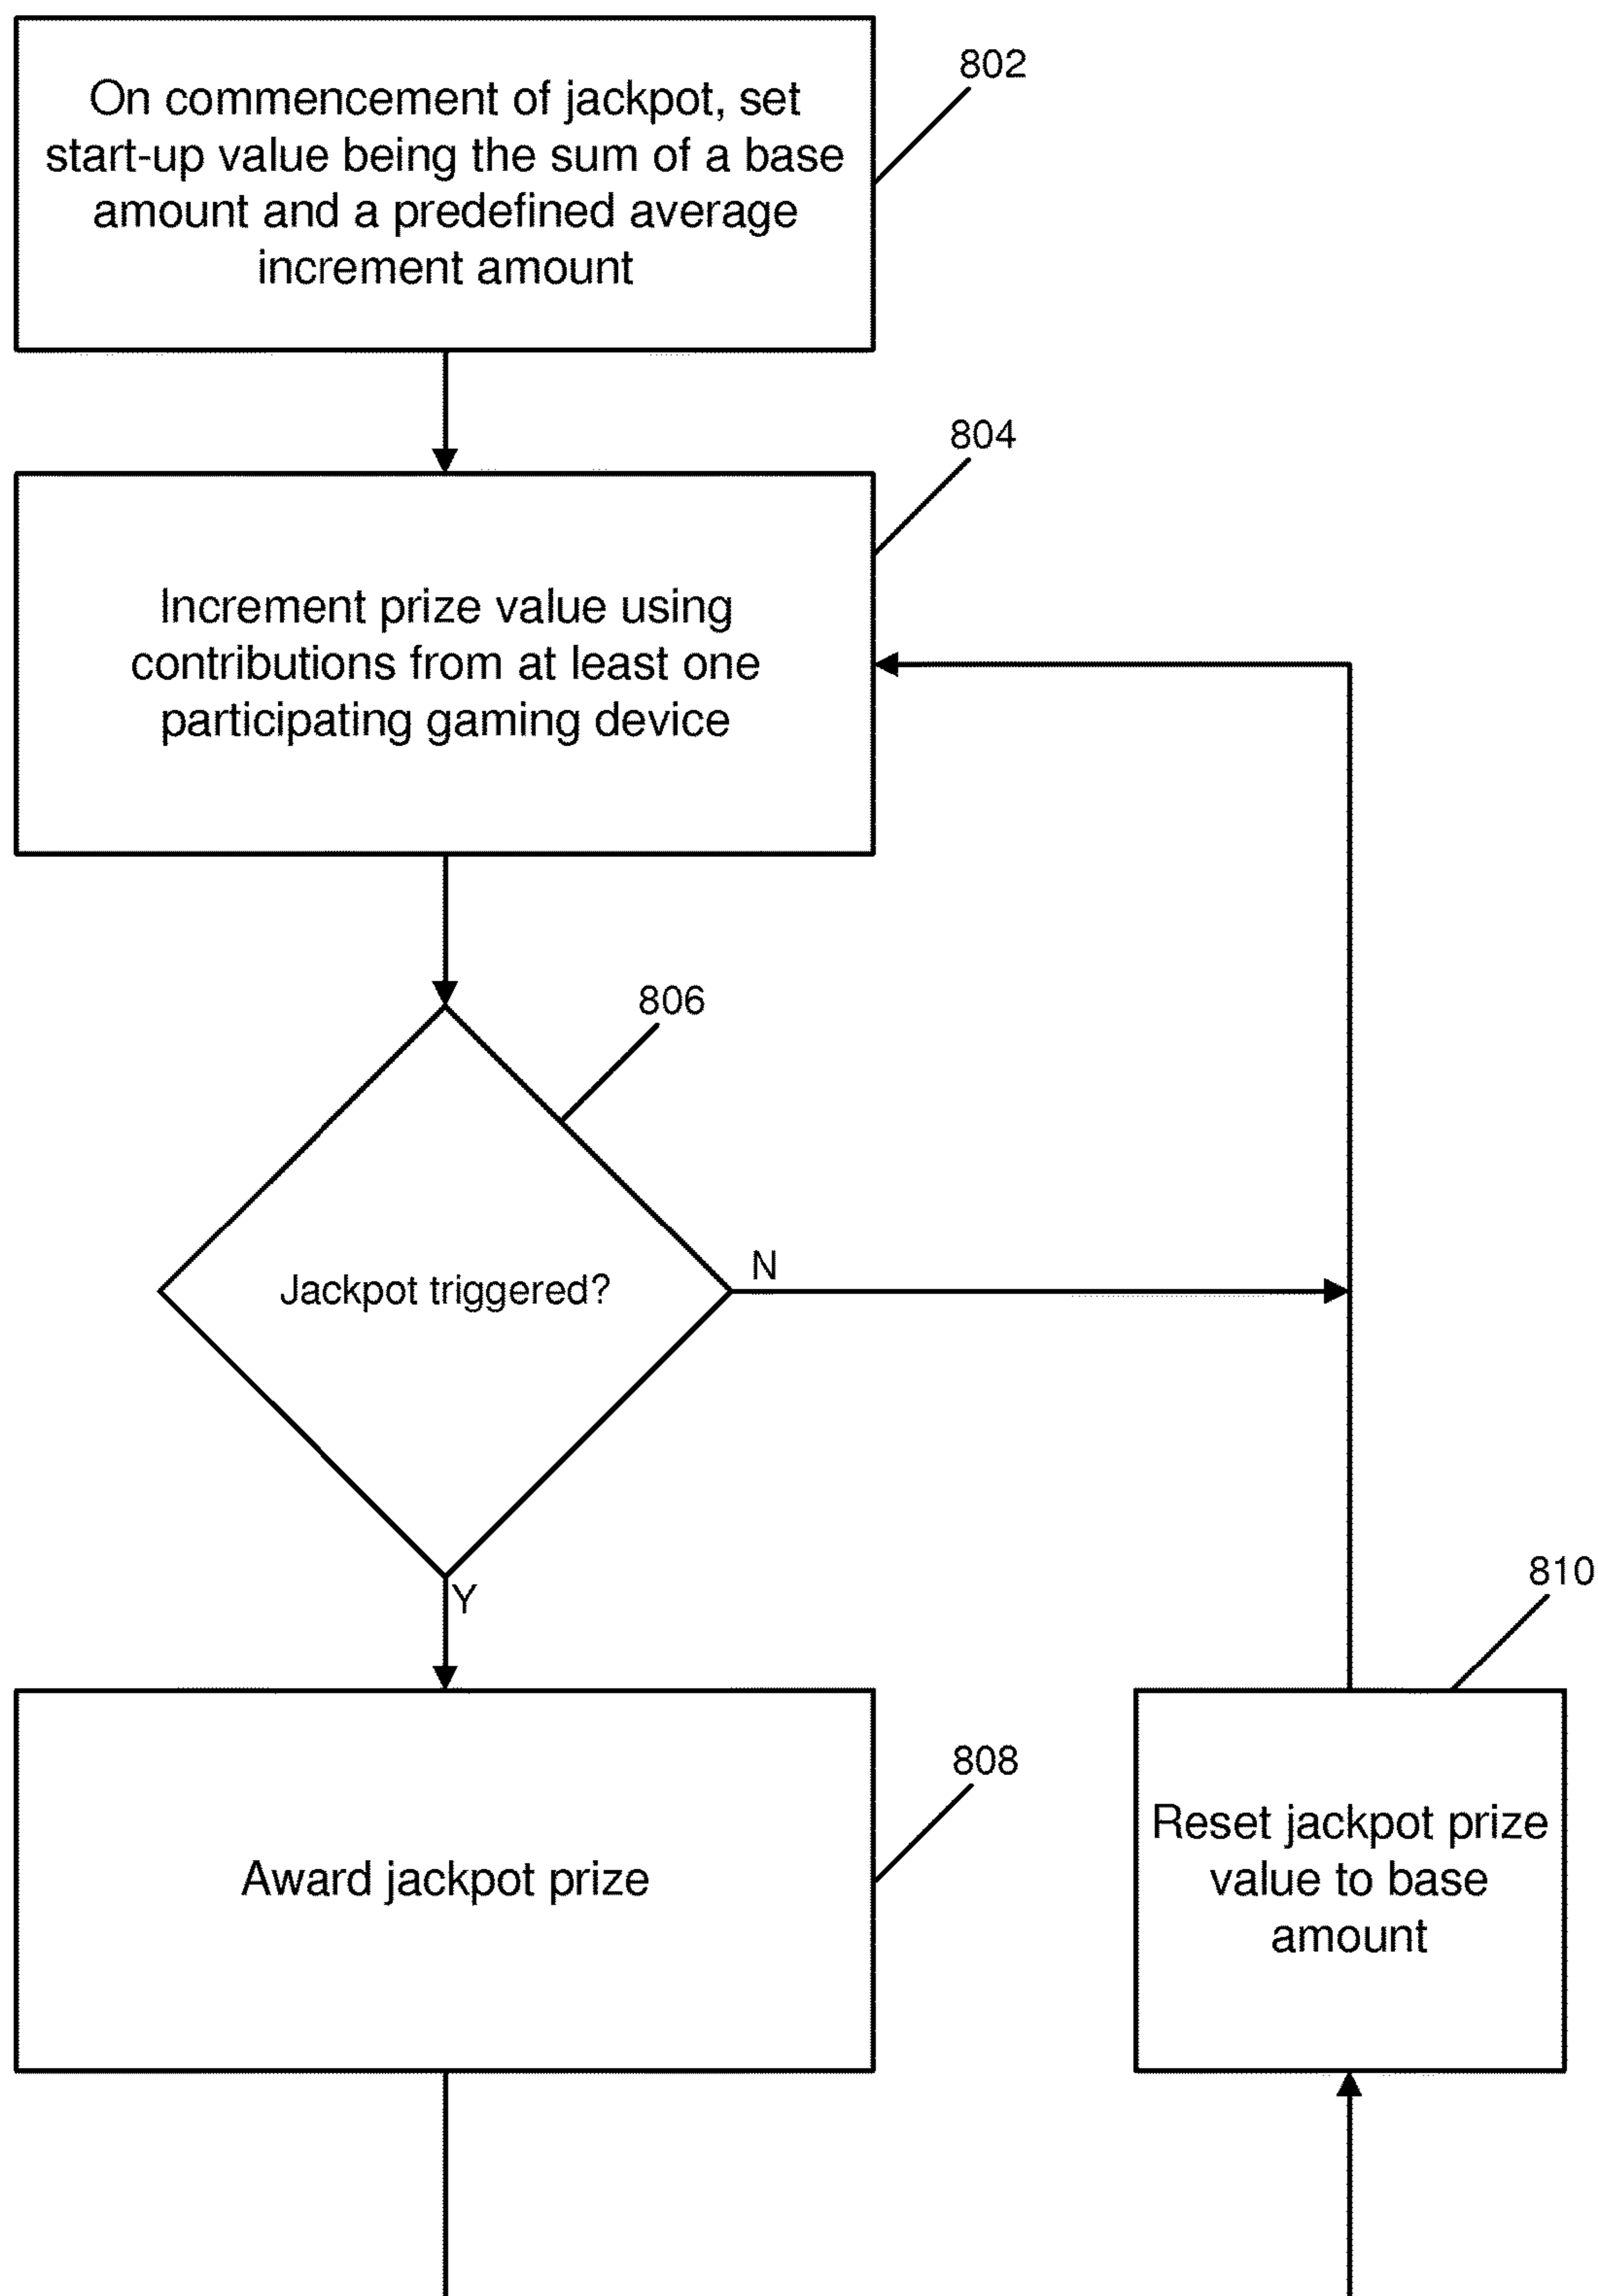 On commencement of jackpot, set
start-up value being the sum of a base
amount and a predefined average
increment amount
802
804
Increment prize value using
contributions from at least one
participating gaming device
806
Jackpot triggered?
N
Y
810
808
Award jackpot prize
Reset jackpot prize
value to base
amount